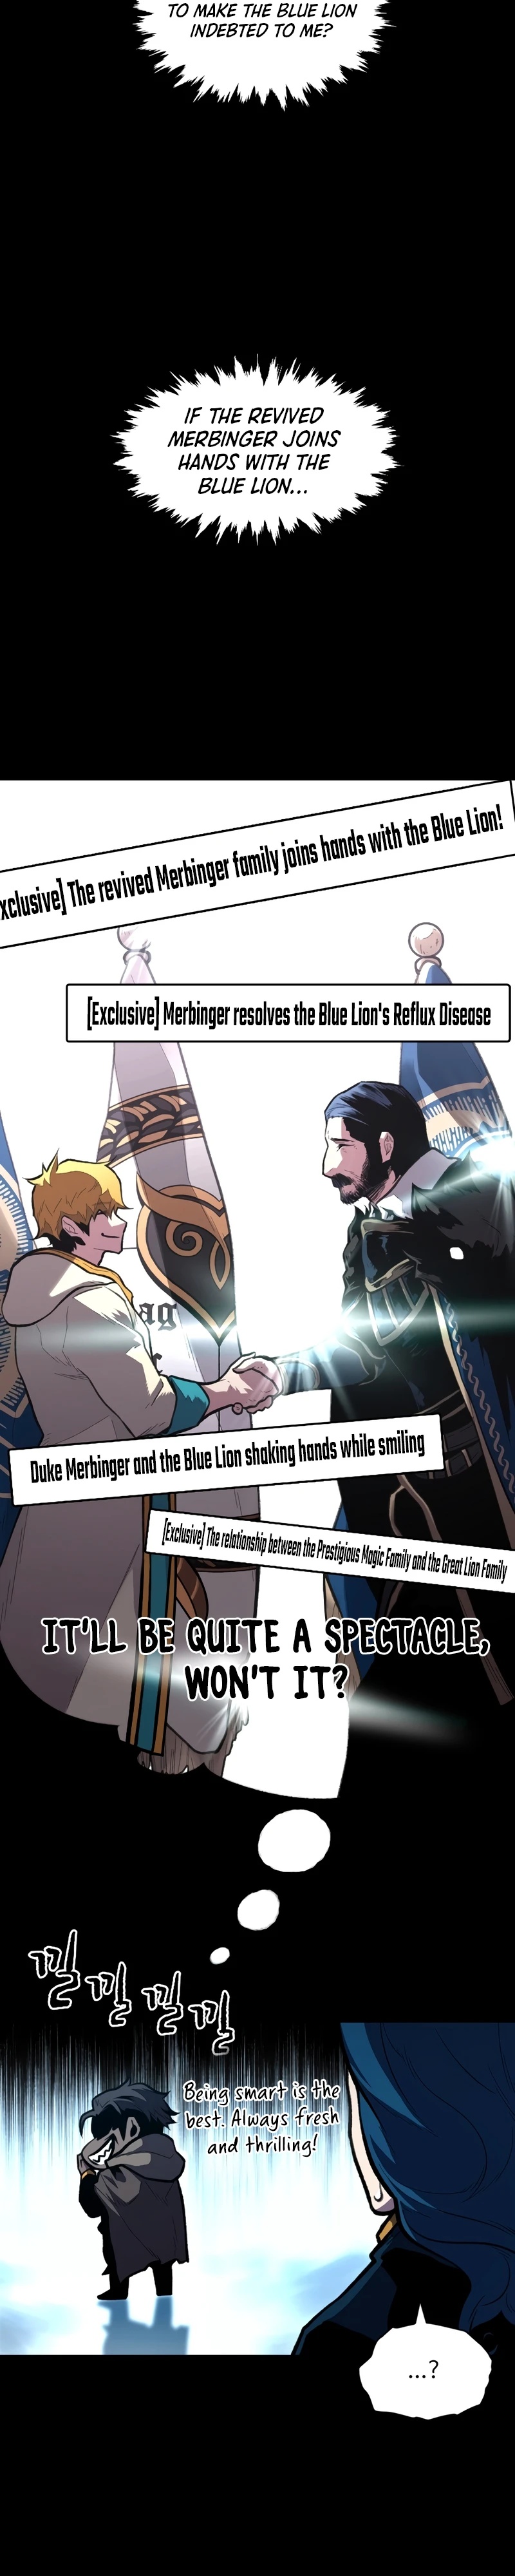 TO MAKE THE BLUE LION
INDEBTED TO ME?
IF THE REVIVED
MERBINGER JOINS
HANDS WITH THE
BLUE LION...
xclusive] The revived Merbinger family joins hands with the Blue Lion!
[Exclusive] Merbinger resolves the Blue Lion's Reflux Disease
ag
Duke Merbinger and the Blue Lion shaking hands while smiling
[Exclusive] The relationship between the Prestigious Magic Family and the Great Lion Family
IT'LL BE QUITE A SPECTACLE,
WON'T IT?
낄낄낄낄
Being smart is the
best. Always fresh
and thrilling!
...?